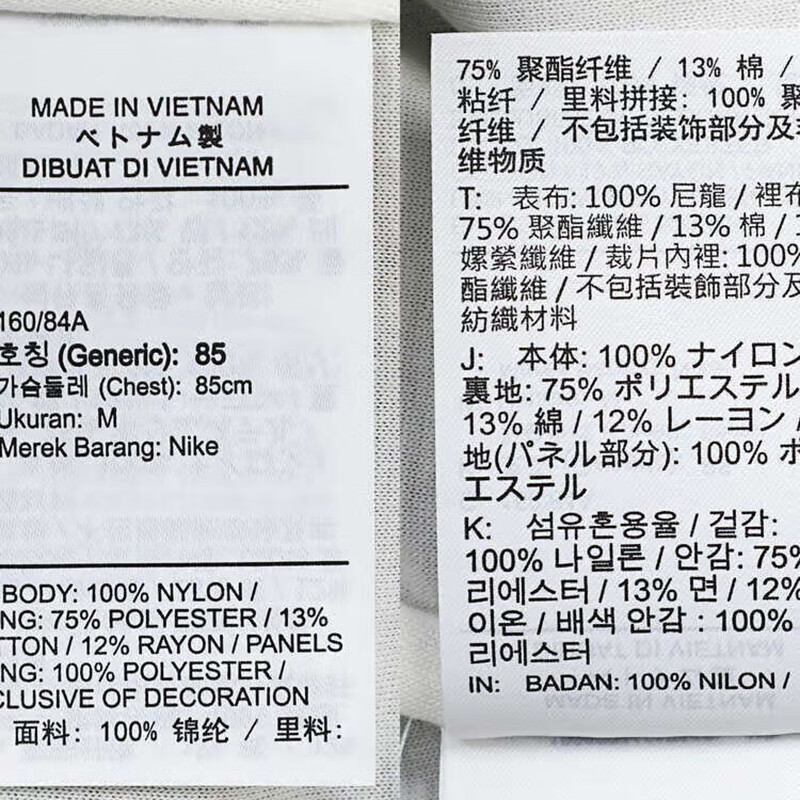 MADE IN VIETNAM
ベトナム製
DIBUAT DI VIETNAM
160/84A
호칭 (Generic): 85
가슴둘레 (Chest): 85cm
Ukuran: M
Merek Barang: Nike
BODY: 100% NYLON /
NG: 75% POLYESTER / 13%
TTON / 12% RAYON / PANELS
NG: 100% POLYESTER /
CLUSIVE OF DECORATION
面料: 100% 锦纶 / 里料:
75% 聚酯纤维 / 13% 棉 /
粘纤 / 里料拼接: 100% 聚
纤维 / 不包括装饰部分及
维物质
T: 表布: 100% 尼龍 / 裡布
75% 聚酯纖維 / 13% 棉 / 1
嫘縈纖維 / 裁片內裡: 100%
酯纖維 / 不包括裝飾部分及
紡織材料
J: 本体: 100% ナイロン
裏地: 75% ポリエステル
13% 綿 / 12% レーヨン /
地(パネル部分): 100% ポ
エステル
K: 섬유혼용율 / 겉감:
100% 나일론 / 안감: 75%
리에스터 / 13% 면 / 12%
이온 / 배색 안감 : 100%
리에스터
IN: BADAN: 100% NILON /